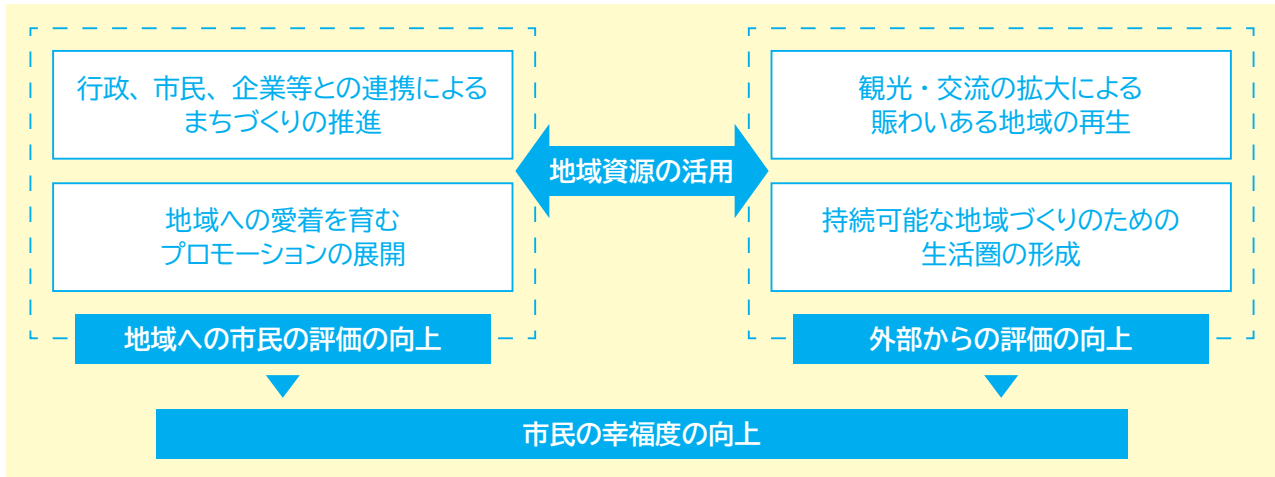 行政、市民、企業等との連携による
まちづくりの推進
地域への愛着を育む
プロモーションの展開
地域への市民の評価の向上
地域資源の活用
観光・交流の拡大による
賑わいある地域の再生
持続可能な地域づくりのための
生活圏の形成
外部からの評価の向上
市民の幸福度の向上